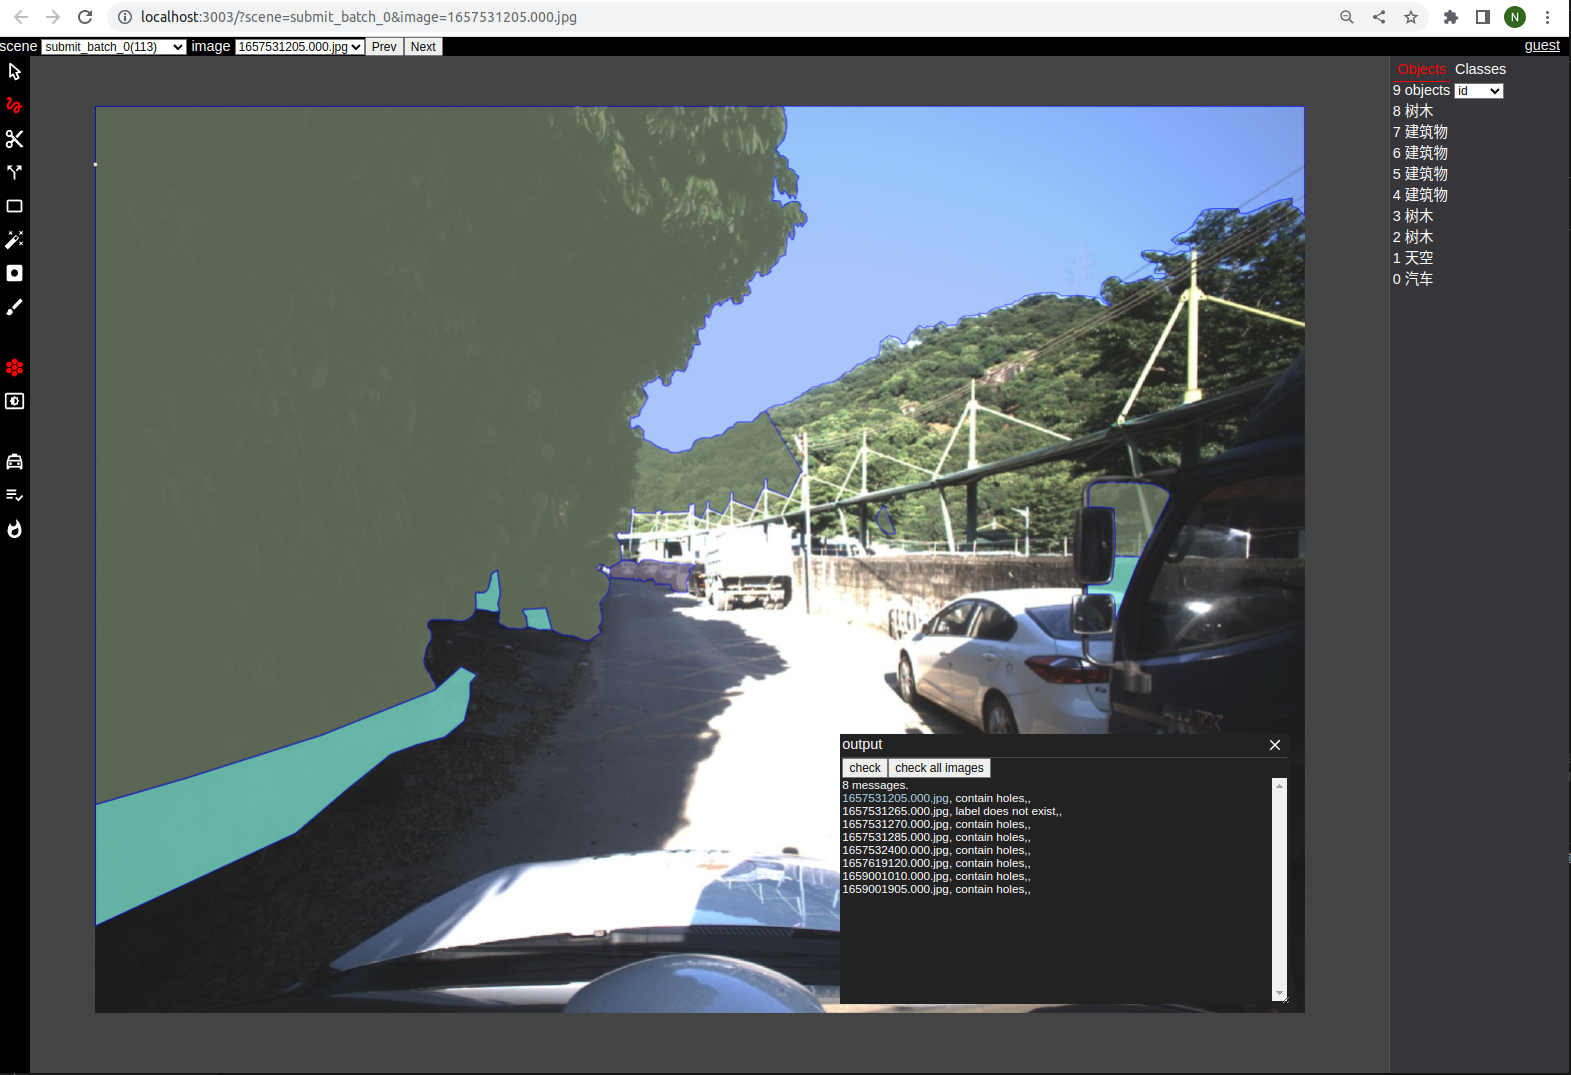 localhost:3003/?scene=submit_batch_0&image=1657531205.000.jpg
N
scene submit_batch_0(113) image 1657531205.000.jpg Prev Next guest
Objects Classes
9 objects id
8 树木
7 建筑物
6 建筑物
5 建筑物
4 建筑物
3 树木
2 树木
1 天空
0 汽车
output
check check all images
8 messages.
1657531205.000.jpg, contain holes,,
1657531265.000.jpg, label does not exist,,
1657531270.000.jpg, contain holes,,
1657531285.000.jpg, contain holes,,
1657532400.000.jpg, contain holes,,
1657619120.000.jpg, contain holes,,
1659001010.000.jpg, contain holes,,
1659001905.000.jpg, contain holes,,